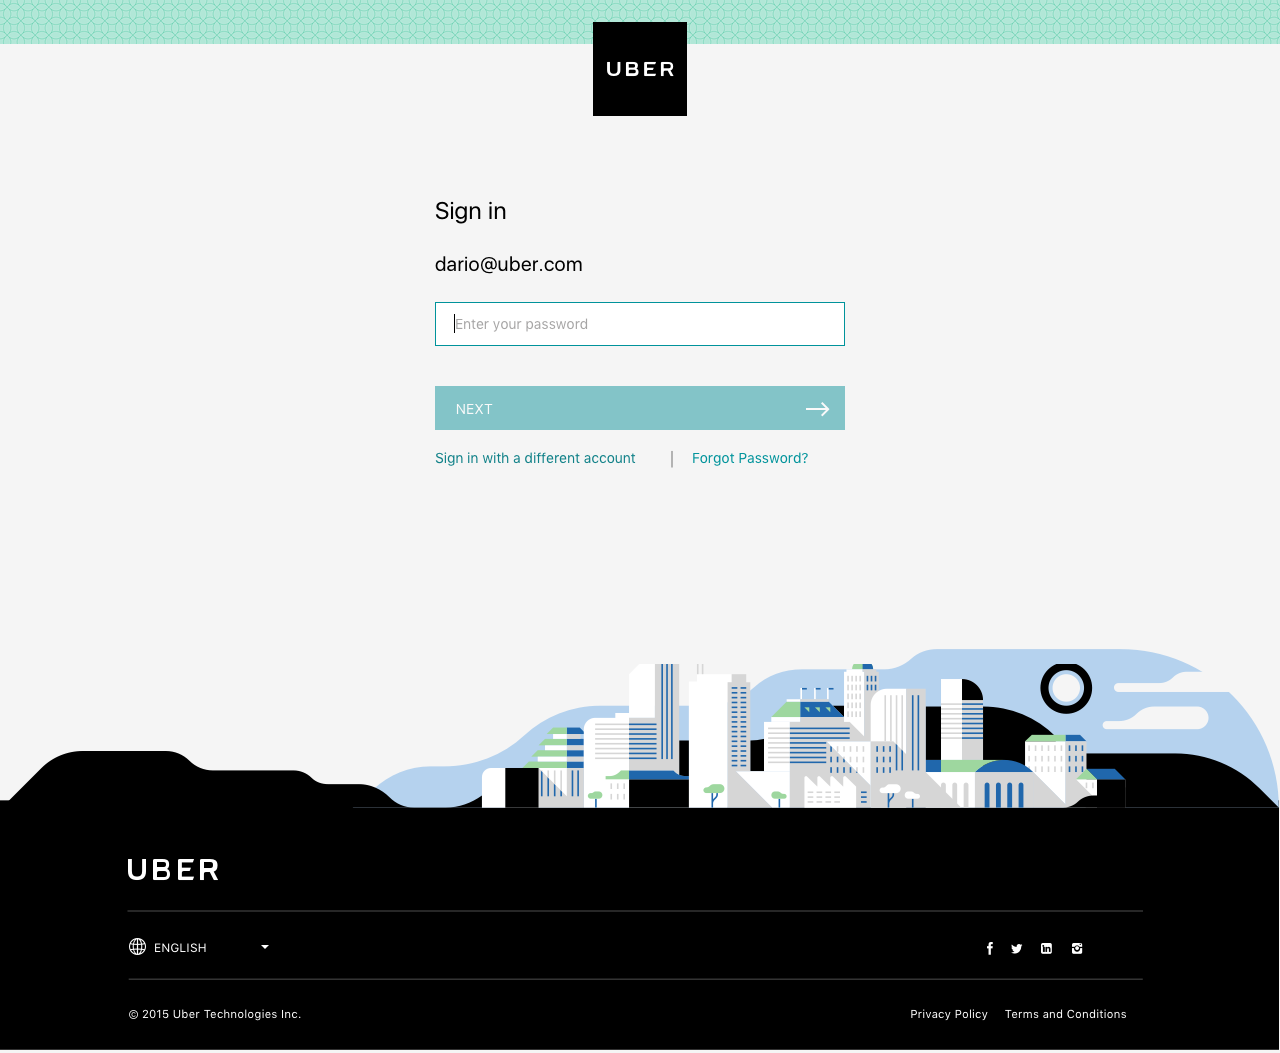 UBER
Sign in
dario@uber.com
Enter your password
NEXT
Sign in with a different account | Forgot Password?
UBER
ENGLISH
© 2015 Uber Technologies Inc. Privacy Policy Terms and Conditions